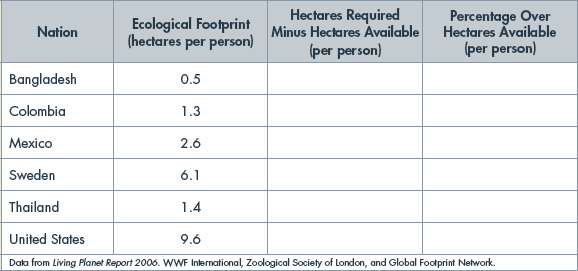 Nation
Ecological Footprint
(hectares per person)
Hectares Required
Minus Hectares Available
(per person)
Percentage Over
Hectares Available
(per person)
Bangladesh 0.5
Colombia 1.3
Mexico 2.6
Sweden 6.1
Thailand 1.4
United States 9.6
Data from Living Planet Report 2006. WWF International, Zoological Society of London, and Global Footprint Network.